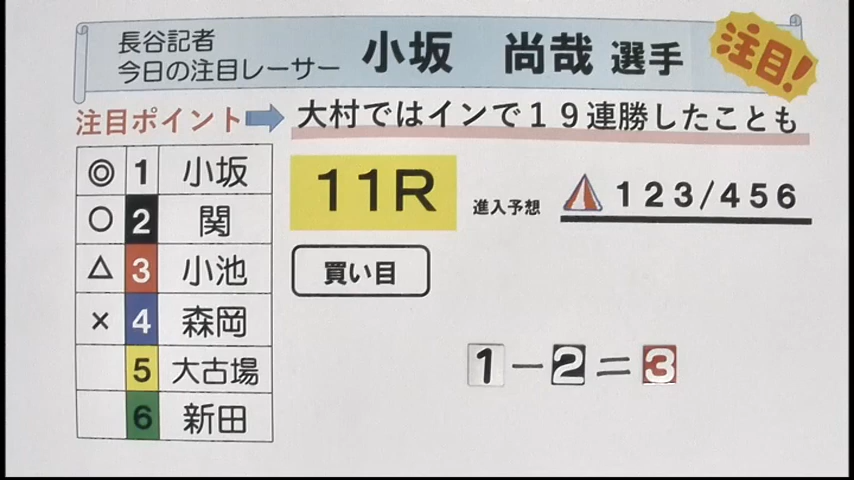 長谷記者
今日の注目レーサー 小坂 尚哉 選手
注目!
注目ポイント 大村ではインで１９連勝したことも
◎ 1 小坂
○ 2 関
△ 3 小池
× 4 森岡
5 大古場
6 新田
11R
進入予想 123/456
買い目
1－2＝3